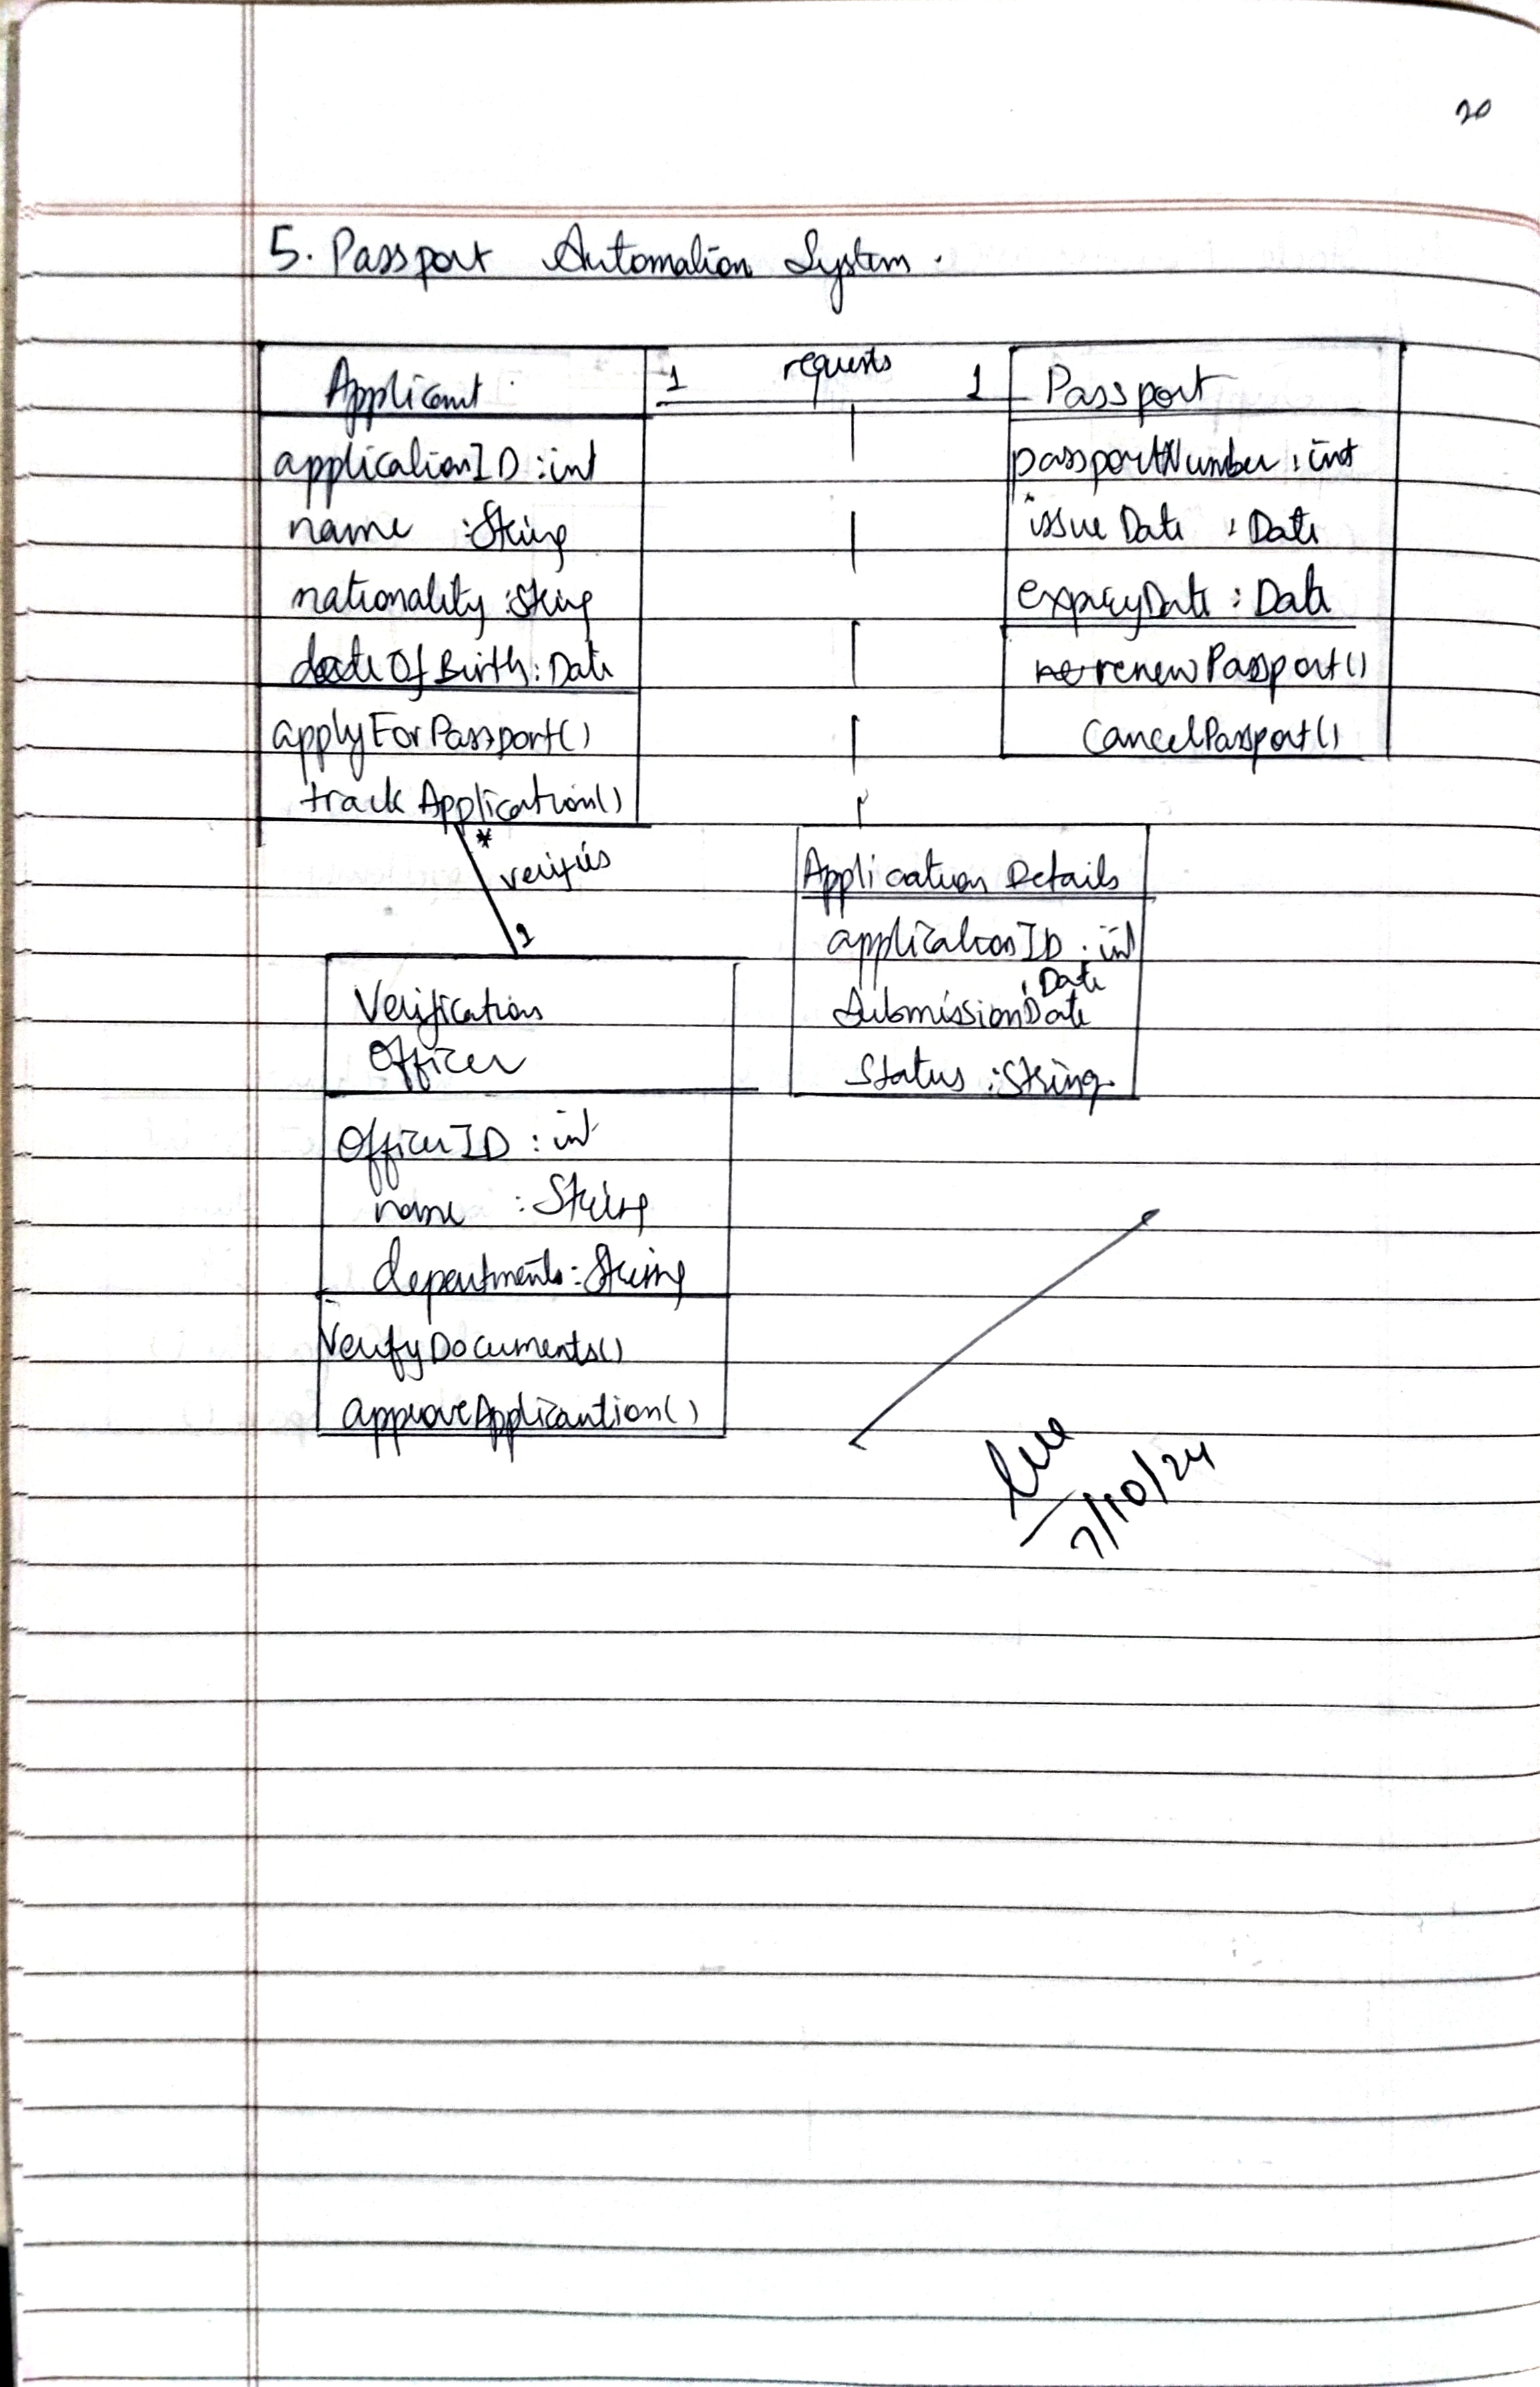 20
5. Passport Automation System.
Applicant
applicationID : int
name : String
nationality : String
dateOfBirth : Date
applyForPassport()
trackApplication()
1 requests 1
Passport
passportNumber : int
issueDate : Date
expiryDate : Date
renewPassport()
CancelPassport()
*
verifies
1
Application Details
applicationID : int
SubmissionDate : Date
Status : String
Verification
Officer
OfficerID : int
name : String
departments : String
VerifyDocuments()
approveApplication()
7/10/24